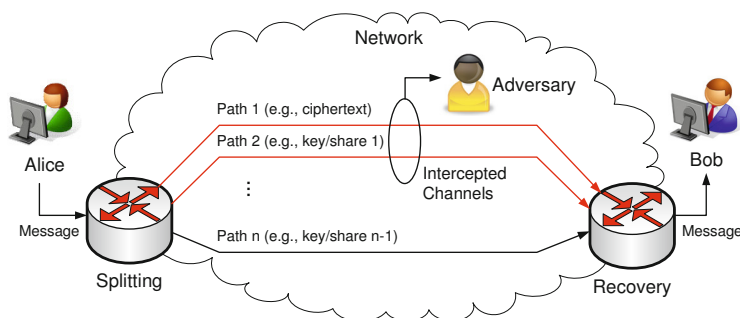 Network
Adversary
Path 1 (e.g., ciphertext)
Path 2 (e.g., key/share 1)
Alice
Bob
Intercepted
Channels
...
Message
Message
Path n (e.g., key/share n-1)
Splitting
Recovery